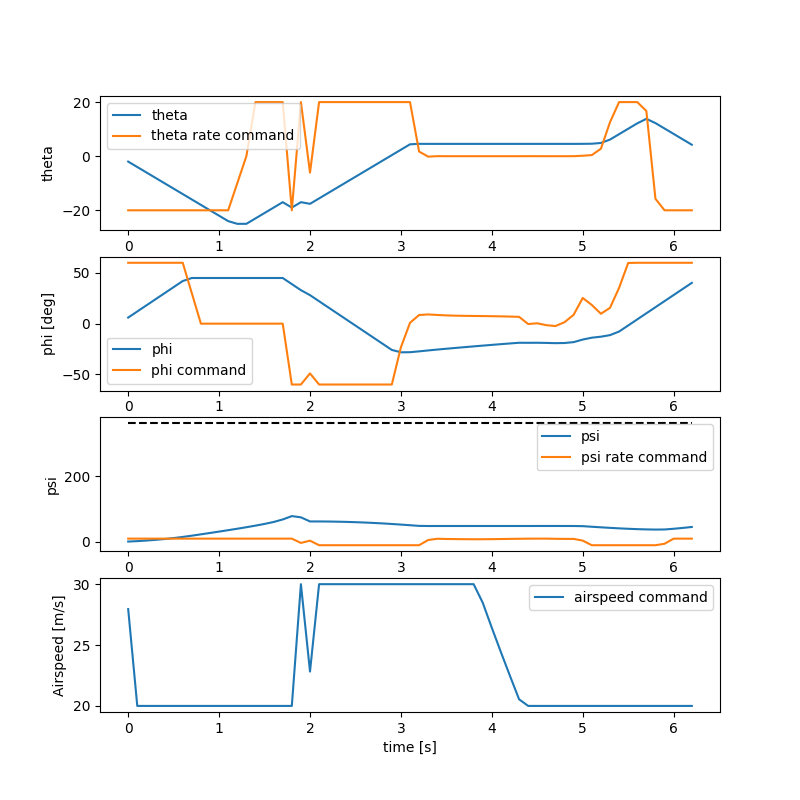 20
0
−20
theta
theta
theta rate command
0 1 2 3 4 5 6
50
0
−50
phi [deg]
phi
phi command
0 1 2 3 4 5 6
200
0
psi
psi
psi rate command
0 1 2 3 4 5 6
30
25
20
Airspeed [m/s]
airspeed command
0 1 2 3 4 5 6
time [s]